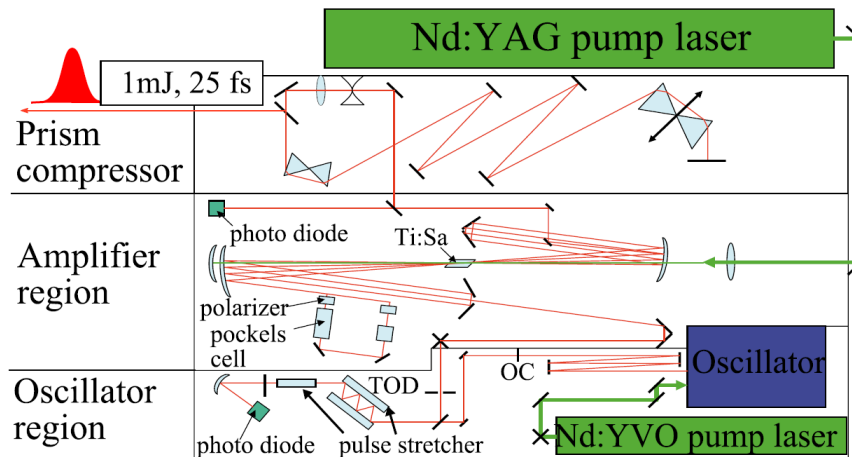 Nd:YAG pump laser
1mJ, 25 fs
Prism
compressor
photo diode
Ti:Sa
Amplifier
region
polarizer
pockels
cell
Oscillator
OC
TOD
Oscillator
region
photo diode
pulse stretcher
Nd:YVO pump laser